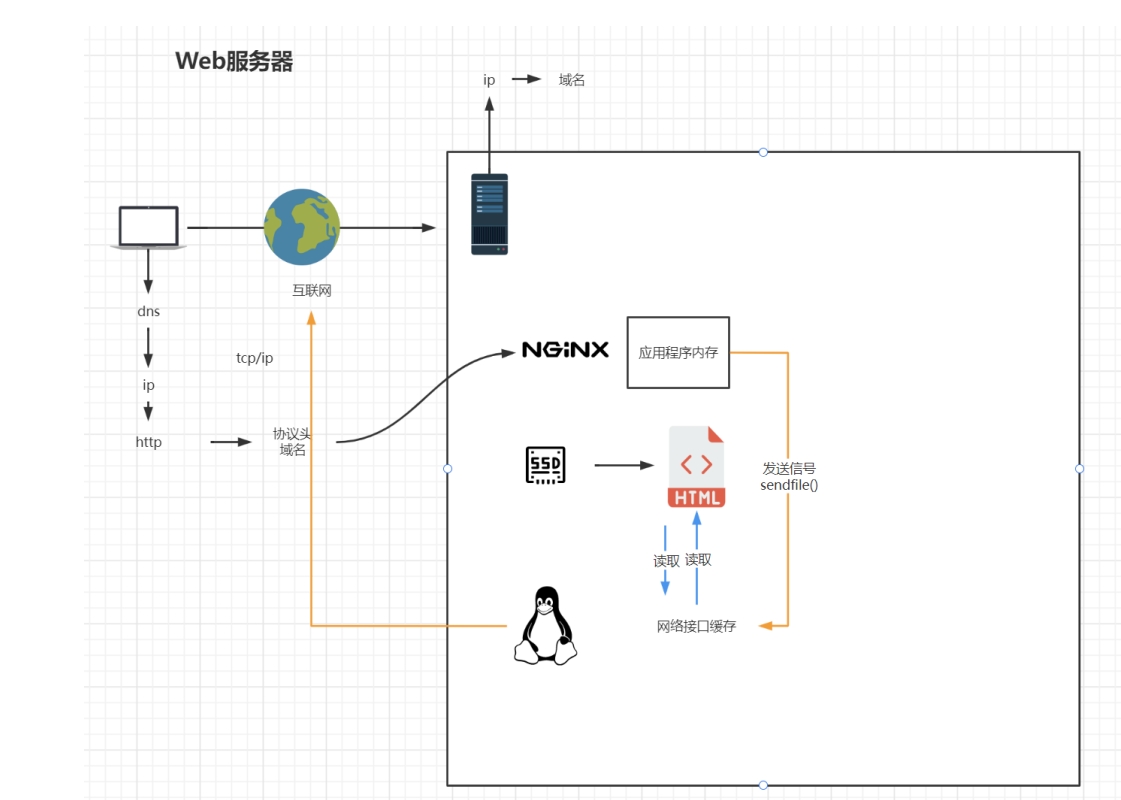 Web服务器
ip
域名
互联网
dns
tcp/ip
ip
http
协议头
域名
NGiNX
应用程序内存
SSD
HTML
发送信号
sendfile()
读取
读取
网络接口缓存